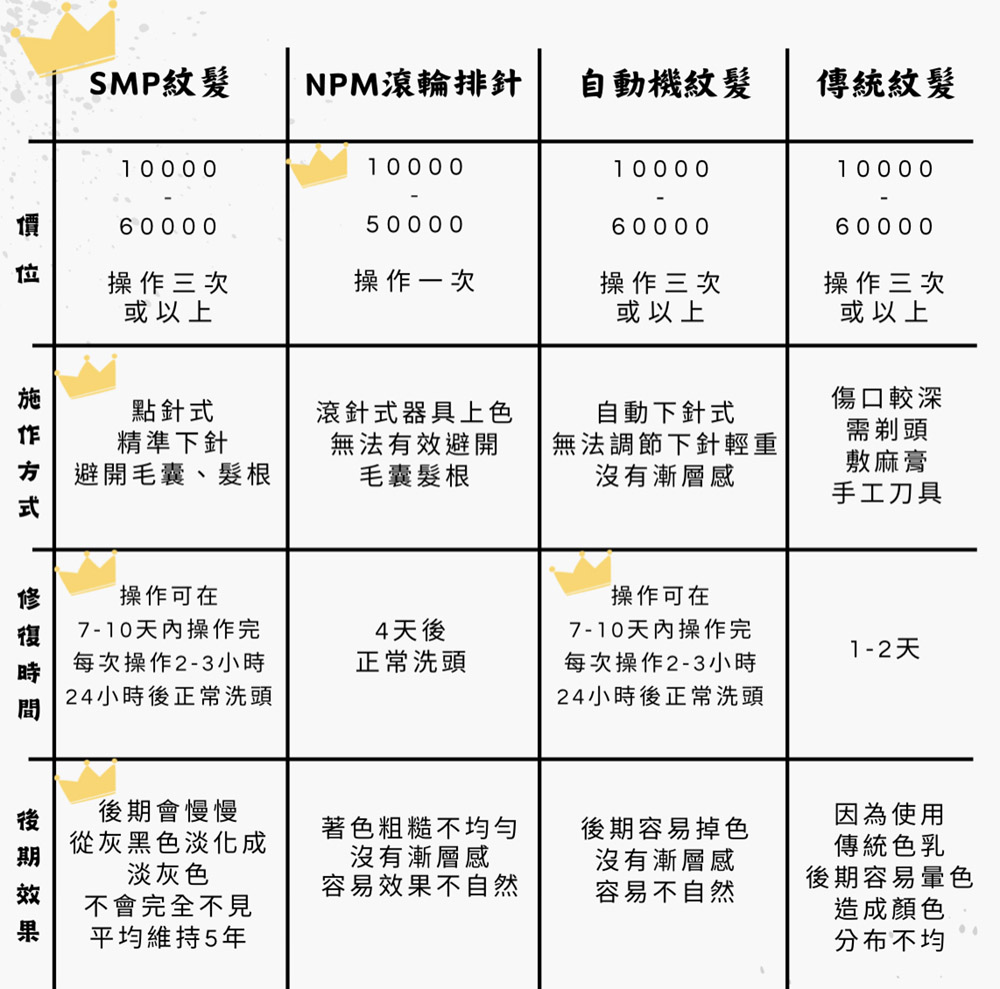 SMP紋髮
NPM滾輪排針
自動機紋髮
傳統紋髮
價位
10000
-
60000
操作三次
或以上
10000
-
50000
操作一次
10000
-
60000
操作三次
或以上
10000
-
60000
操作三次
或以上
施作方式
點針式
精準下針
避開毛囊、髮根
滾針式器具上色
無法有效避開
毛囊髮根
自動下針式
無法調節下針輕重
沒有漸層感
傷口較深
需剃頭
敷麻膏
手工刀具
修復時間
操作可在
7-10天內操作完
每次操作2-3小時
24小時後正常洗頭
4天後
正常洗頭
操作可在
7-10天內操作完
每次操作2-3小時
24小時後正常洗頭
1-2天
後期效果
後期會慢慢
從灰黑色淡化成
淡灰色
不會完全不見
平均維持5年
著色粗糙不均勻
沒有漸層感
容易效果不自然
後期容易掉色
沒有漸層感
容易不自然
因為使用
傳統色乳
後期容易暈色
造成顏色
分布不均